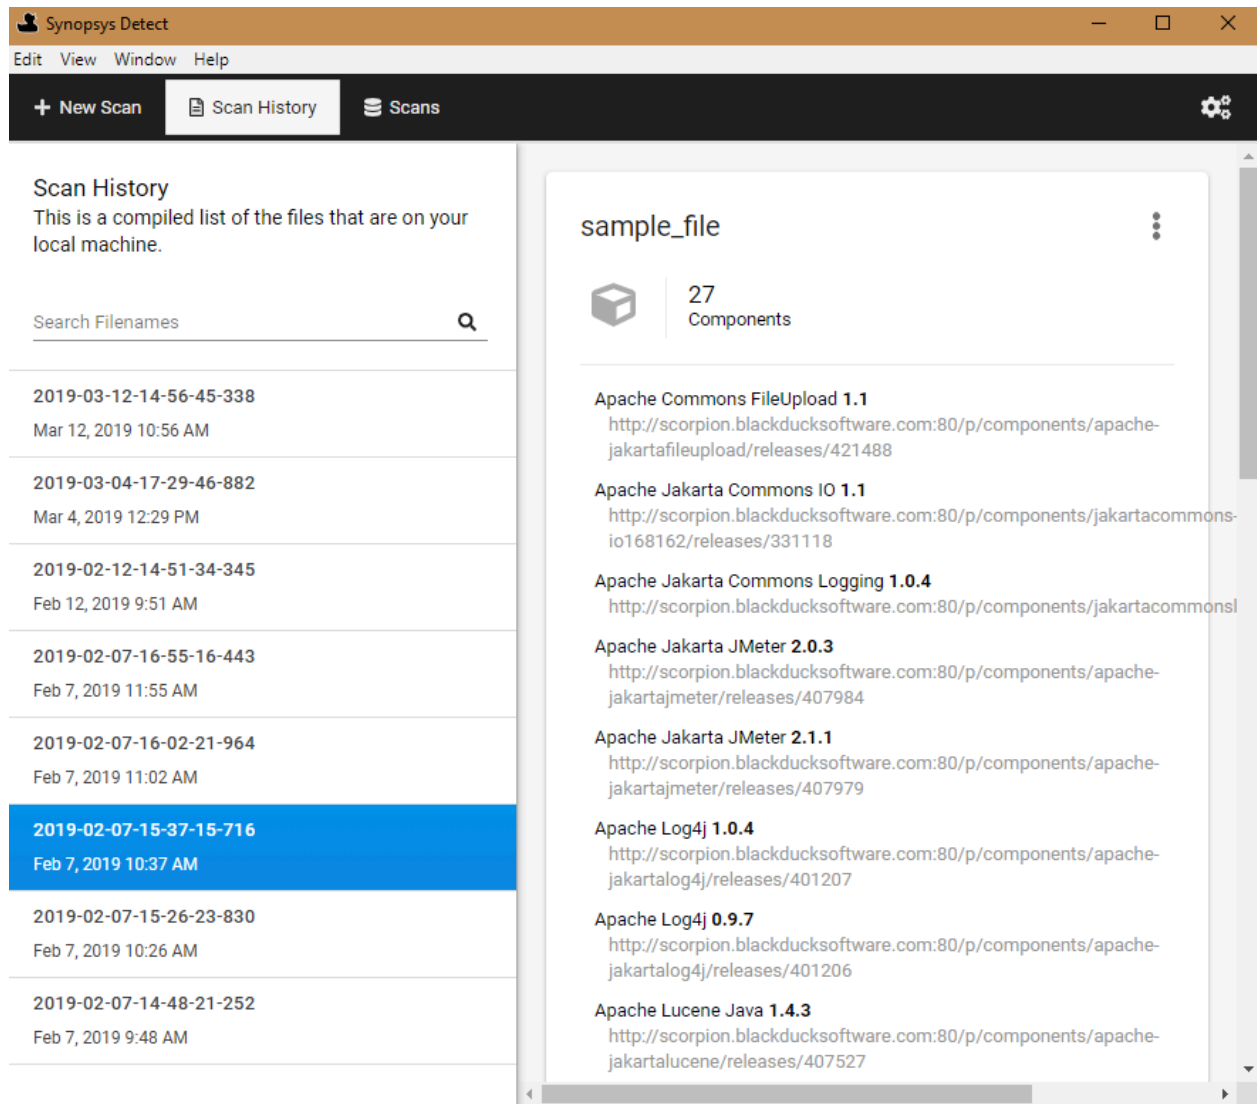 Synopsys Detect
Edit View Window Help
+ New Scan Scan History Scans
Scan History
This is a compiled list of the files that are on your
local machine.
Search Filenames
2019-03-12-14-56-45-338
Mar 12, 2019 10:56 AM
2019-03-04-17-29-46-882
Mar 4, 2019 12:29 PM
2019-02-12-14-51-34-345
Feb 12, 2019 9:51 AM
2019-02-07-16-55-16-443
Feb 7, 2019 11:55 AM
2019-02-07-16-02-21-964
Feb 7, 2019 11:02 AM
2019-02-07-15-37-15-716
Feb 7, 2019 10:37 AM
2019-02-07-15-26-23-830
Feb 7, 2019 10:26 AM
2019-02-07-14-48-21-252
Feb 7, 2019 9:48 AM
sample_file
27
Components
Apache Commons FileUpload 1.1
http://scorpion.blackducksoftware.com:80/p/components/apache-
jakartafileupload/releases/421488
Apache Jakarta Commons IO 1.1
http://scorpion.blackducksoftware.com:80/p/components/jakartacommons-
io168162/releases/331118
Apache Jakarta Commons Logging 1.0.4
http://scorpion.blackducksoftware.com:80/p/components/jakartacommonsl
Apache Jakarta JMeter 2.0.3
http://scorpion.blackducksoftware.com:80/p/components/apache-
jakartajmeter/releases/407984
Apache Jakarta JMeter 2.1.1
http://scorpion.blackducksoftware.com:80/p/components/apache-
jakartajmeter/releases/407979
Apache Log4j 1.0.4
http://scorpion.blackducksoftware.com:80/p/components/apache-
jakartalog4j/releases/401207
Apache Log4j 0.9.7
http://scorpion.blackducksoftware.com:80/p/components/apache-
jakartalog4j/releases/401206
Apache Lucene Java 1.4.3
http://scorpion.blackducksoftware.com:80/p/components/apache-
jakartalucene/releases/407527